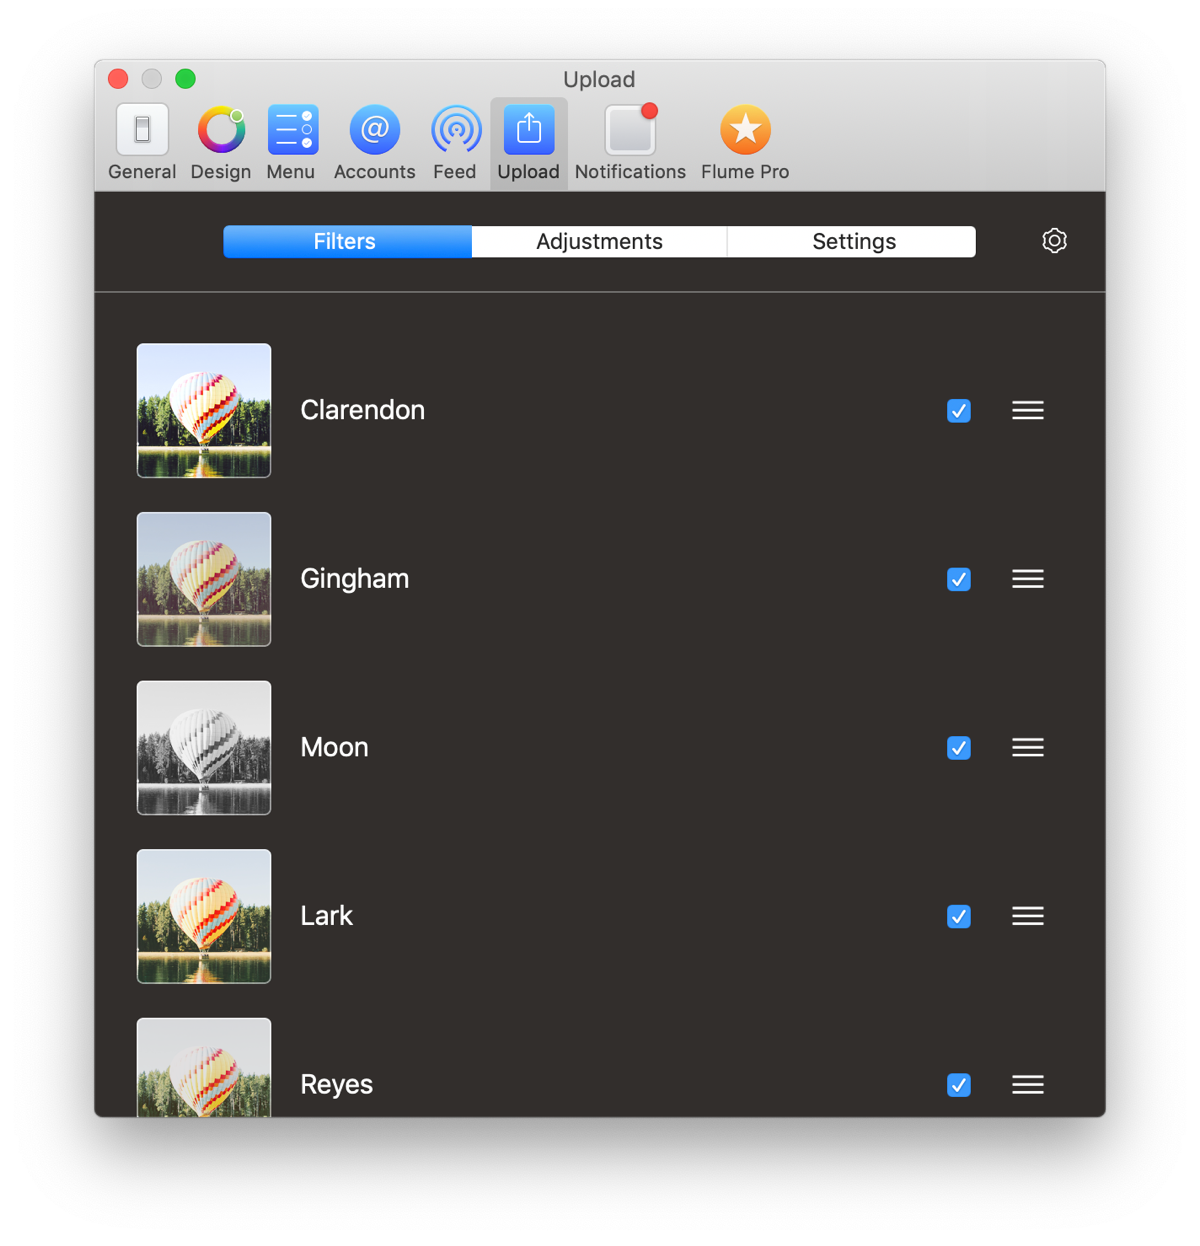 Upload
General Design Menu Accounts Feed Upload Notifications Flume Pro
Filters Adjustments Settings
Clarendon
Gingham
Moon
Lark
Reyes